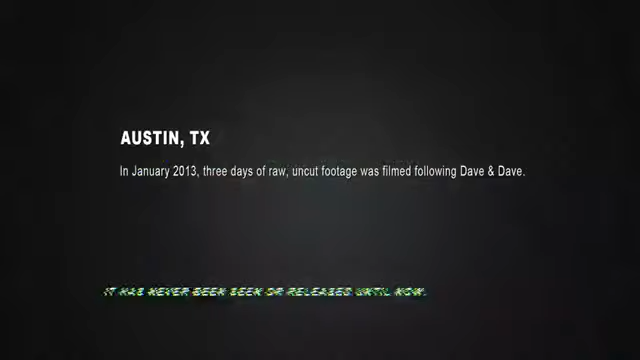 AUSTIN, TX
In January 2013, three days of raw, uncut footage was filmed following Dave & Dave.
IT HAS NEVER BEEN SEEN OR RELEASED UNTIL NOW.